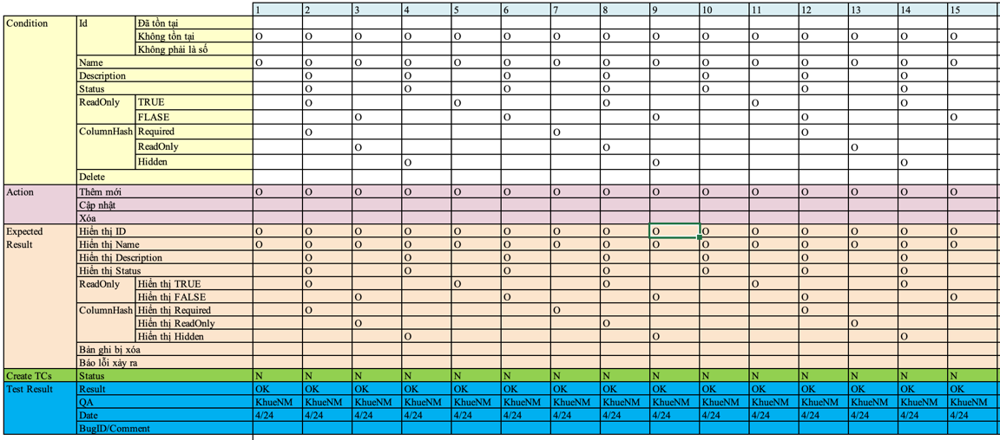 1 2 3 4 5 6 7 8 9 10 11 12 13 14 15
Condition Id Đã tồn tại
Không tồn tại O O O O O O O O O O O O O O O
Không phải là số
Name O O O O O O O O O O O O O O O
Description O O O O O O O
Status O O O O O O O
ReadOnly TRUE O O O O O
FLASE O O O O O
ColumnHash Required O O O
ReadOnly O O O
Hidden O O O
Delete
Action Thêm mới O O O O O O O O O O O O O O O
Cập nhật
Xóa
Expected Result Hiển thị ID O O O O O O O O O O O O O O O
Hiển thị Name O O O O O O O O O O O O O O O
Hiển thị Description O O O O O O O
Hiển thị Status O O O O O O O
ReadOnly Hiển thị TRUE O O O O O
Hiển thị FALSE O O O O O
ColumnHash Hiển thị Required O O O
Hiển thị ReadOnly O O O
Hiển thị Hidden O O O
Bản ghi bị xóa
Báo lỗi xảy ra
Create TCs Status N N N N N N N N N N N N N N N
Test Result Result OK OK OK OK OK OK OK OK OK OK OK OK OK OK OK
QA KhueNM KhueNM KhueNM KhueNM KhueNM KhueNM KhueNM KhueNM KhueNM KhueNM KhueNM KhueNM KhueNM KhueNM KhueNM
Date 4/24 4/24 4/24 4/24 4/24 4/24 4/24 4/24 4/24 4/24 4/24 4/24 4/24 4/24 4/24
BugID/Comment